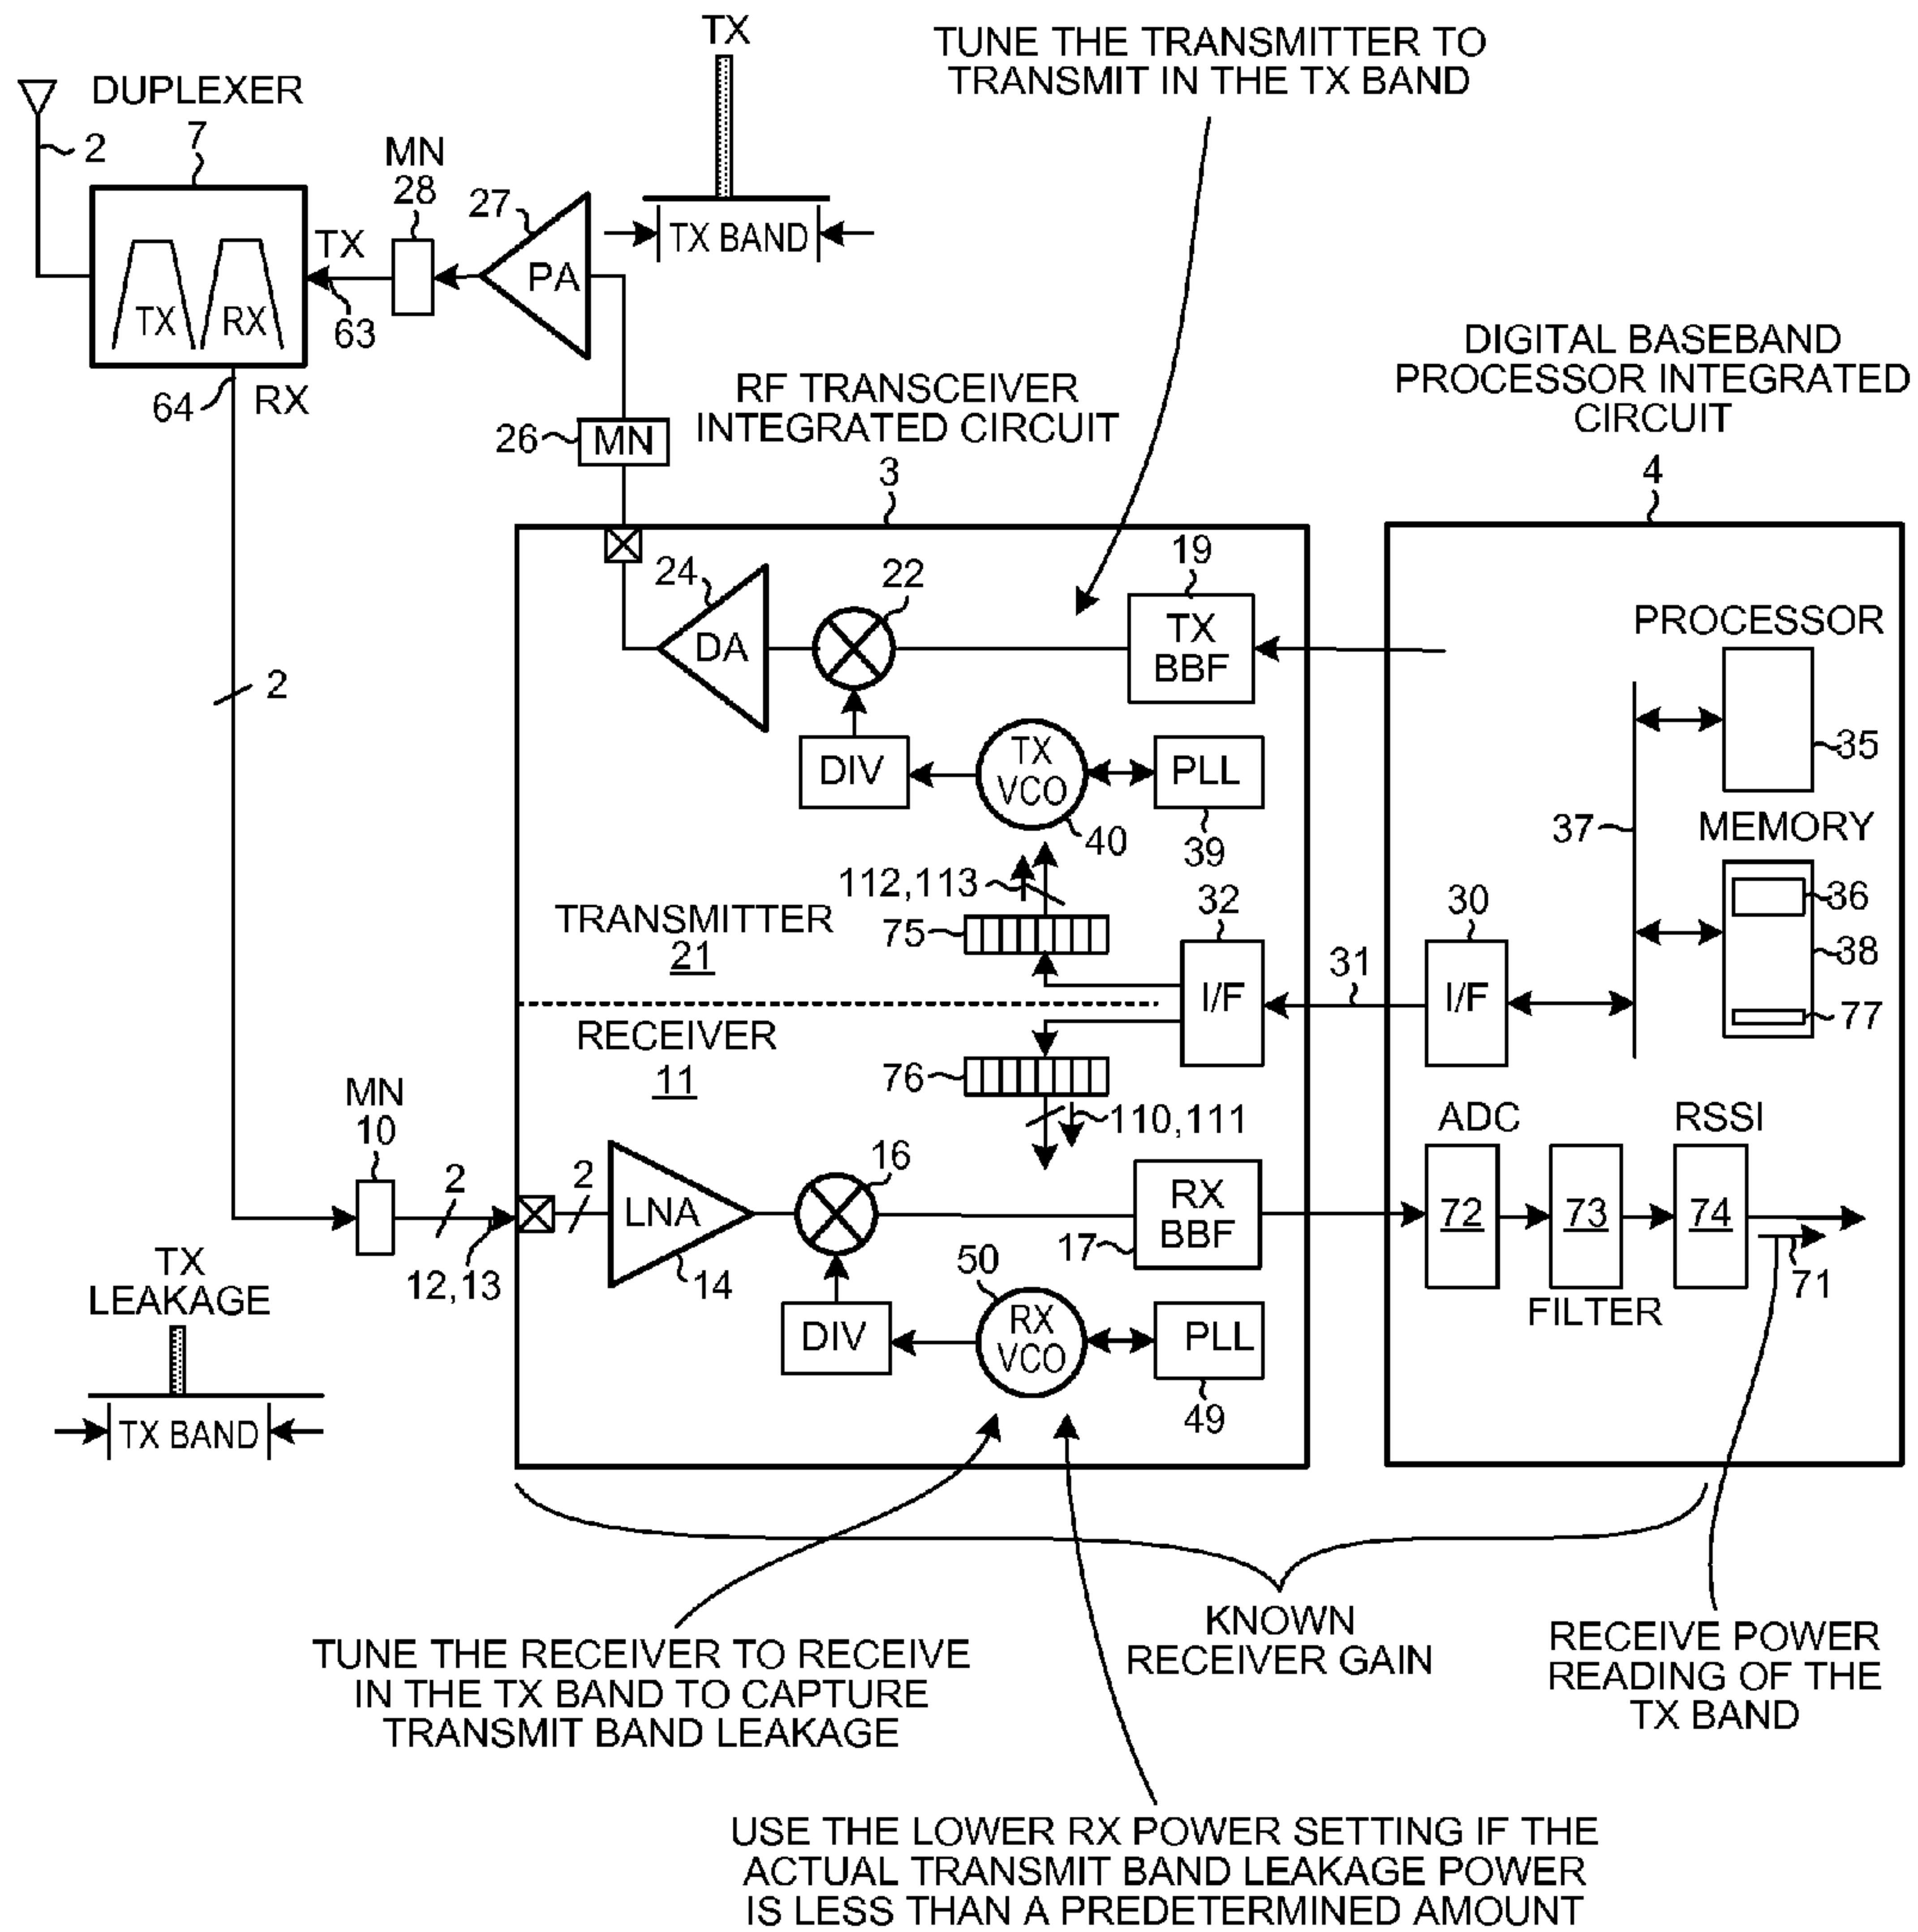 TX
TUNE THE TRANSMITTER TO
TRANSMIT IN THE TX BAND
DUPLEXER
7
2
MN
28
27
PA
TX BAND
TX
63
TX
RX
64
RX
26
MN
RF TRANSCEIVER
INTEGRATED CIRCUIT
3
DIGITAL BASEBAND
PROCESSOR INTEGRATED
CIRCUIT
4
24
DA
22
19
TX
BBF
PROCESSOR
35
2
DIV
TX
VCO
40
PLL
39
37
MEMORY
36
38
77
112,113
TRANSMITTER
21
75
32
I/F
31
30
I/F
RECEIVER
11
76
110,111
MN
10
2
12,13
2
LNA
14
16
RX
BBF
17
ADC
72
73
FILTER
RSSI
74
71
TX
LEAKAGE
TX BAND
DIV
50
RX
VCO
PLL
49
TUNE THE RECEIVER TO RECEIVE
IN THE TX BAND TO CAPTURE
TRANSMIT BAND LEAKAGE
KNOWN
RECEIVER GAIN
RECEIVE POWER
READING OF THE
TX BAND
USE THE LOWER RX POWER SETTING IF THE
ACTUAL TRANSMIT BAND LEAKAGE POWER
IS LESS THAN A PREDETERMINED AMOUNT